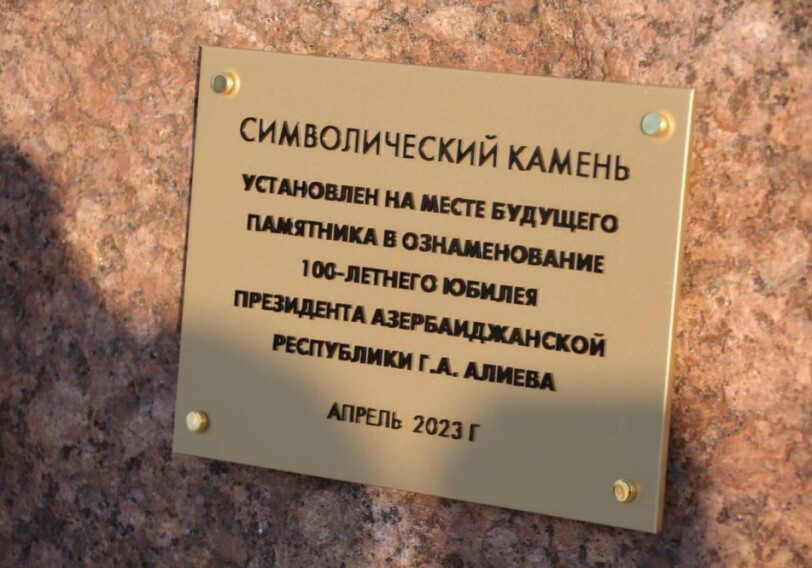 СИМВОЛИЧЕСКИЙ КАМЕНЬ
УСТАНОВЛЕН НА МЕСТЕ БУДУЩЕГО
ПАМЯТНИКА В ОЗНАМЕНОВАНИЕ
100-ЛЕТНЕГО ЮБИЛЕЯ
ПРЕЗИДЕНТА АЗЕРБАЙДЖАНСКОЙ
РЕСПУБЛИКИ Г.А. АЛИЕВА
АПРЕЛЬ 2023 Г